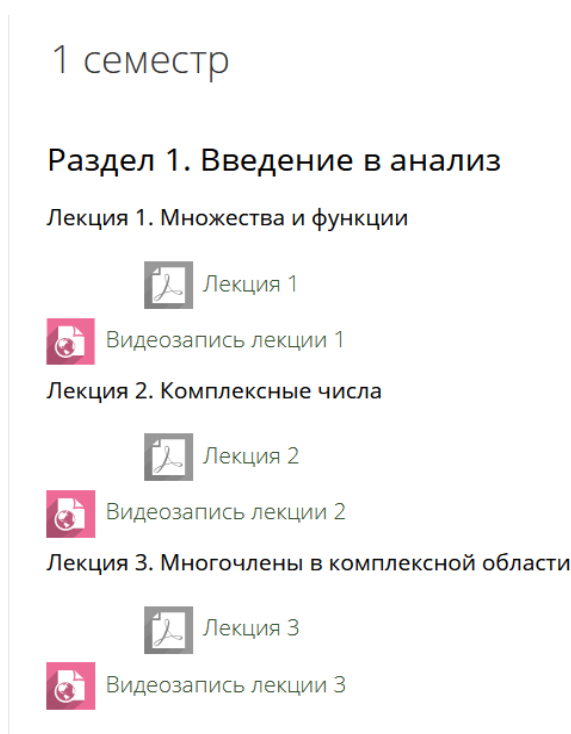 1 семестр
Раздел 1. Введение в анализ
Лекция 1. Множества и функции
Лекция 1
Видеозапись лекции 1
Лекция 2. Комплексные числа
Лекция 2
Видеозапись лекции 2
Лекция 3. Многочлены в комплексной области
Лекция 3
Видеозапись лекции 3